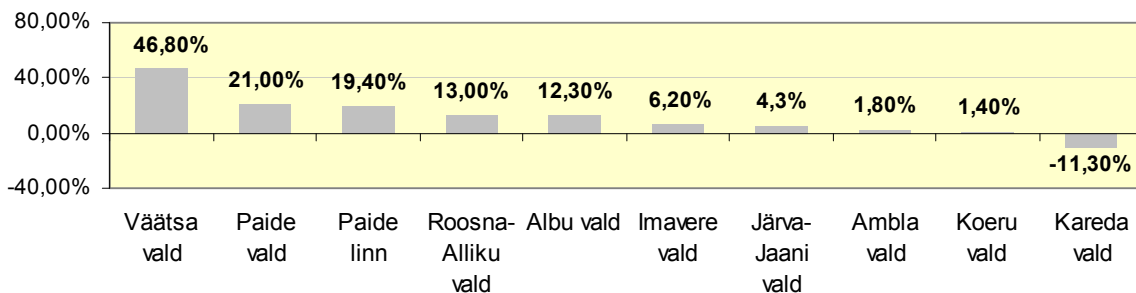 80,00%
40,00%
0,00%
-40,00%
46,80%
21,00%
19,40%
13,00%
12,30%
6,20%
4,3%
1,80%
1,40%
-11,30%
Väätsa
vald
Paide
vald
Paide
linn
Roosna-
Alliku
vald
Albu vald
Imavere
vald
Järva-
Jaani
vald
Ambla
vald
Koeru
vald
Kareda
vald